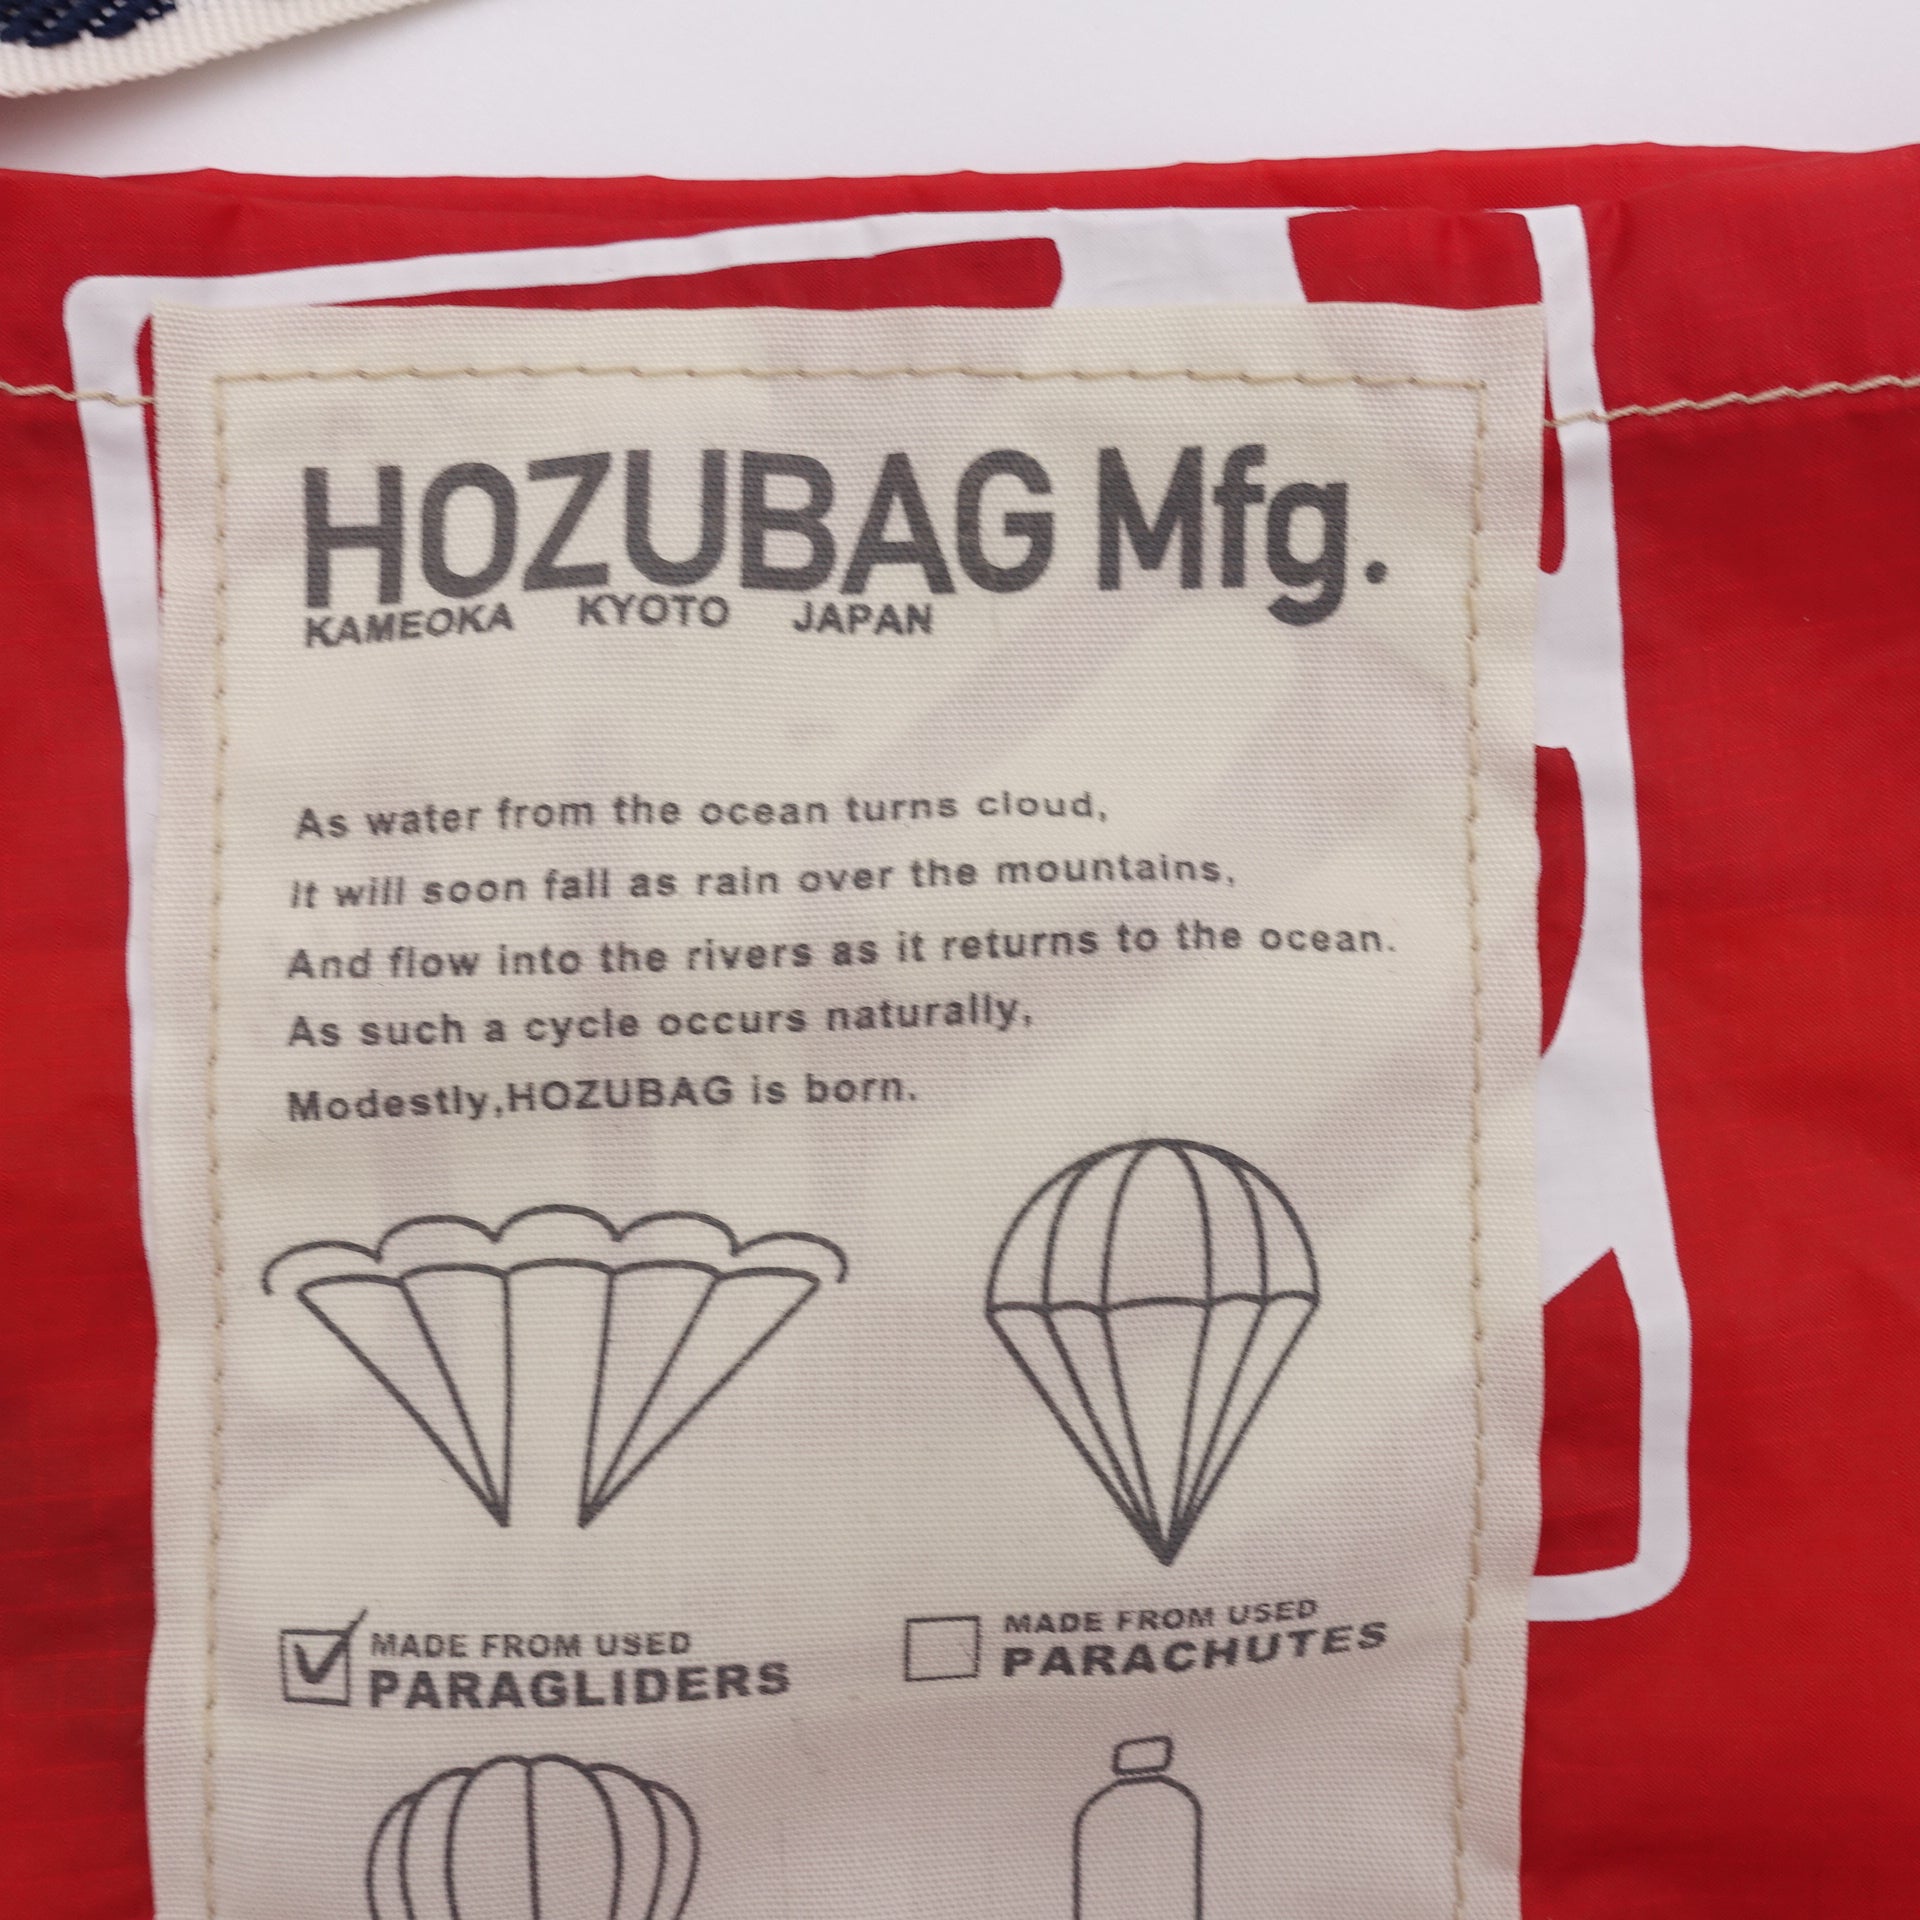 HOZUBAG Mfg.
KAMEOKA KYOTO JAPAN
As water from the ocean turns cloud,
It will soon fall as rain over the mountains,
And flow into the rivers as it returns to the ocean.
As such a cycle occurs naturally,
Modestly,HOZUBAG is born.
MADE FROM USED
PARAGLIDERS
MADE FROM USED
PARACHUTES